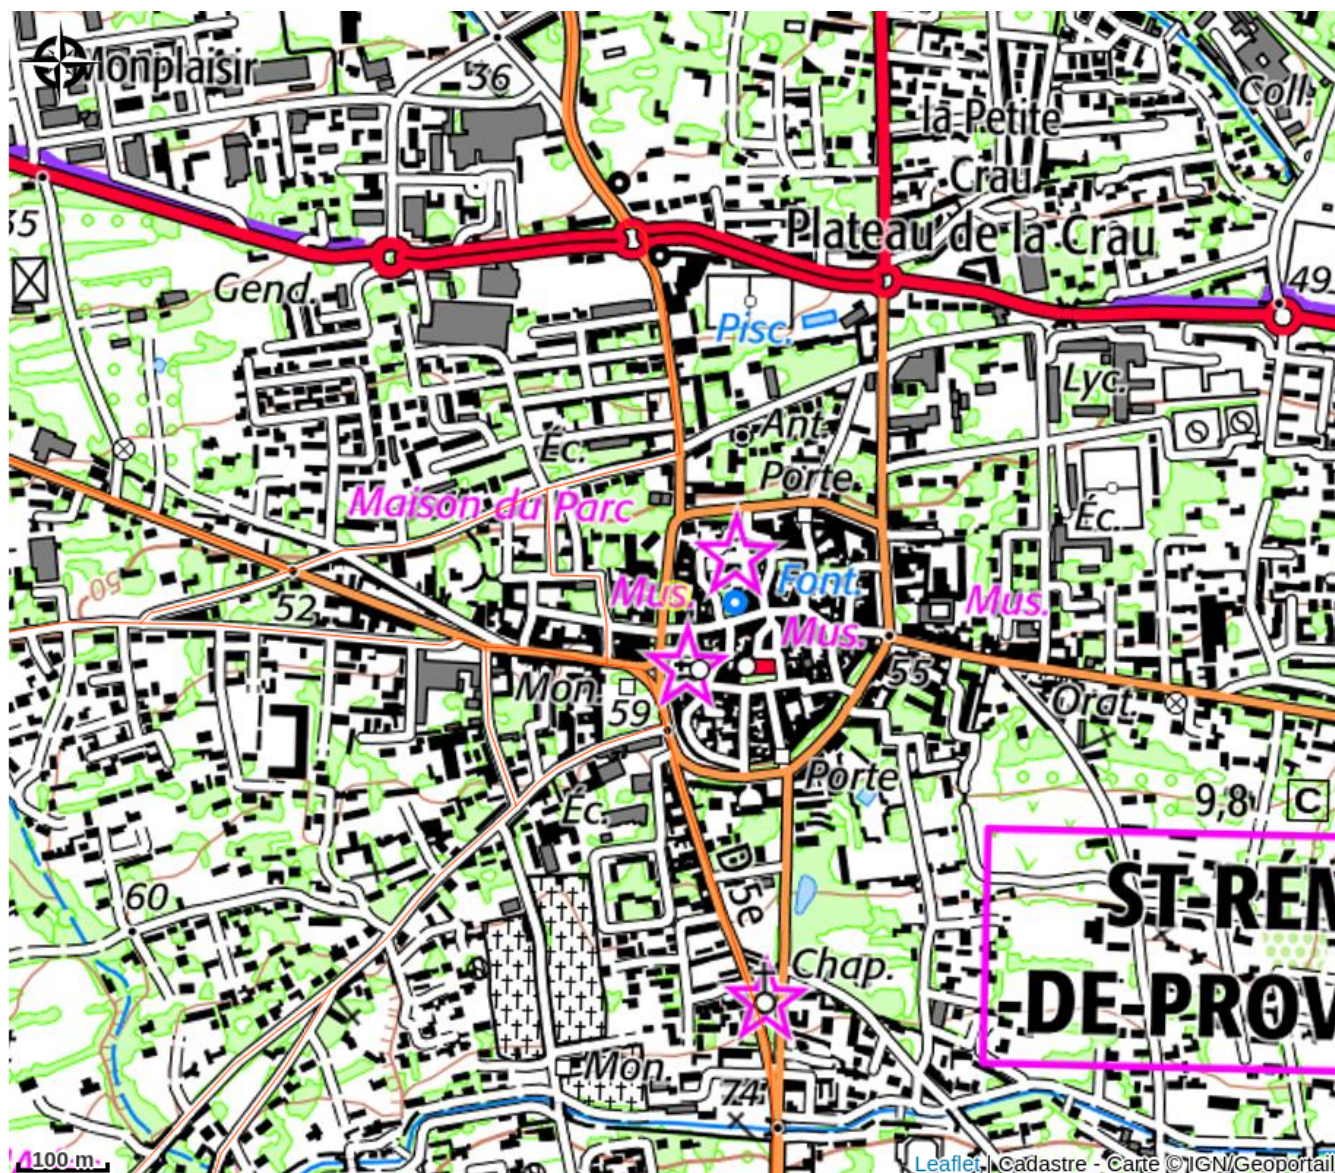 Monplaisir
36
Coll.
la Petite
Crau
Plateau de la Crau
35
Gend.
49
Pisc.
Lyc.
Ant.
Éc.
Porte
Maison du Parc
Éc.
50
Mus.
Font.
Mus.
52
Mus.
55
Mon.
59
Orat.
Porte
9,8
C
Éc.
D 5e
ST-RÉM
60
Chap.
-DE-PROV
Mon.
74
100 m
Leaflet | Cadastre - Carte © IGN/Geoportail